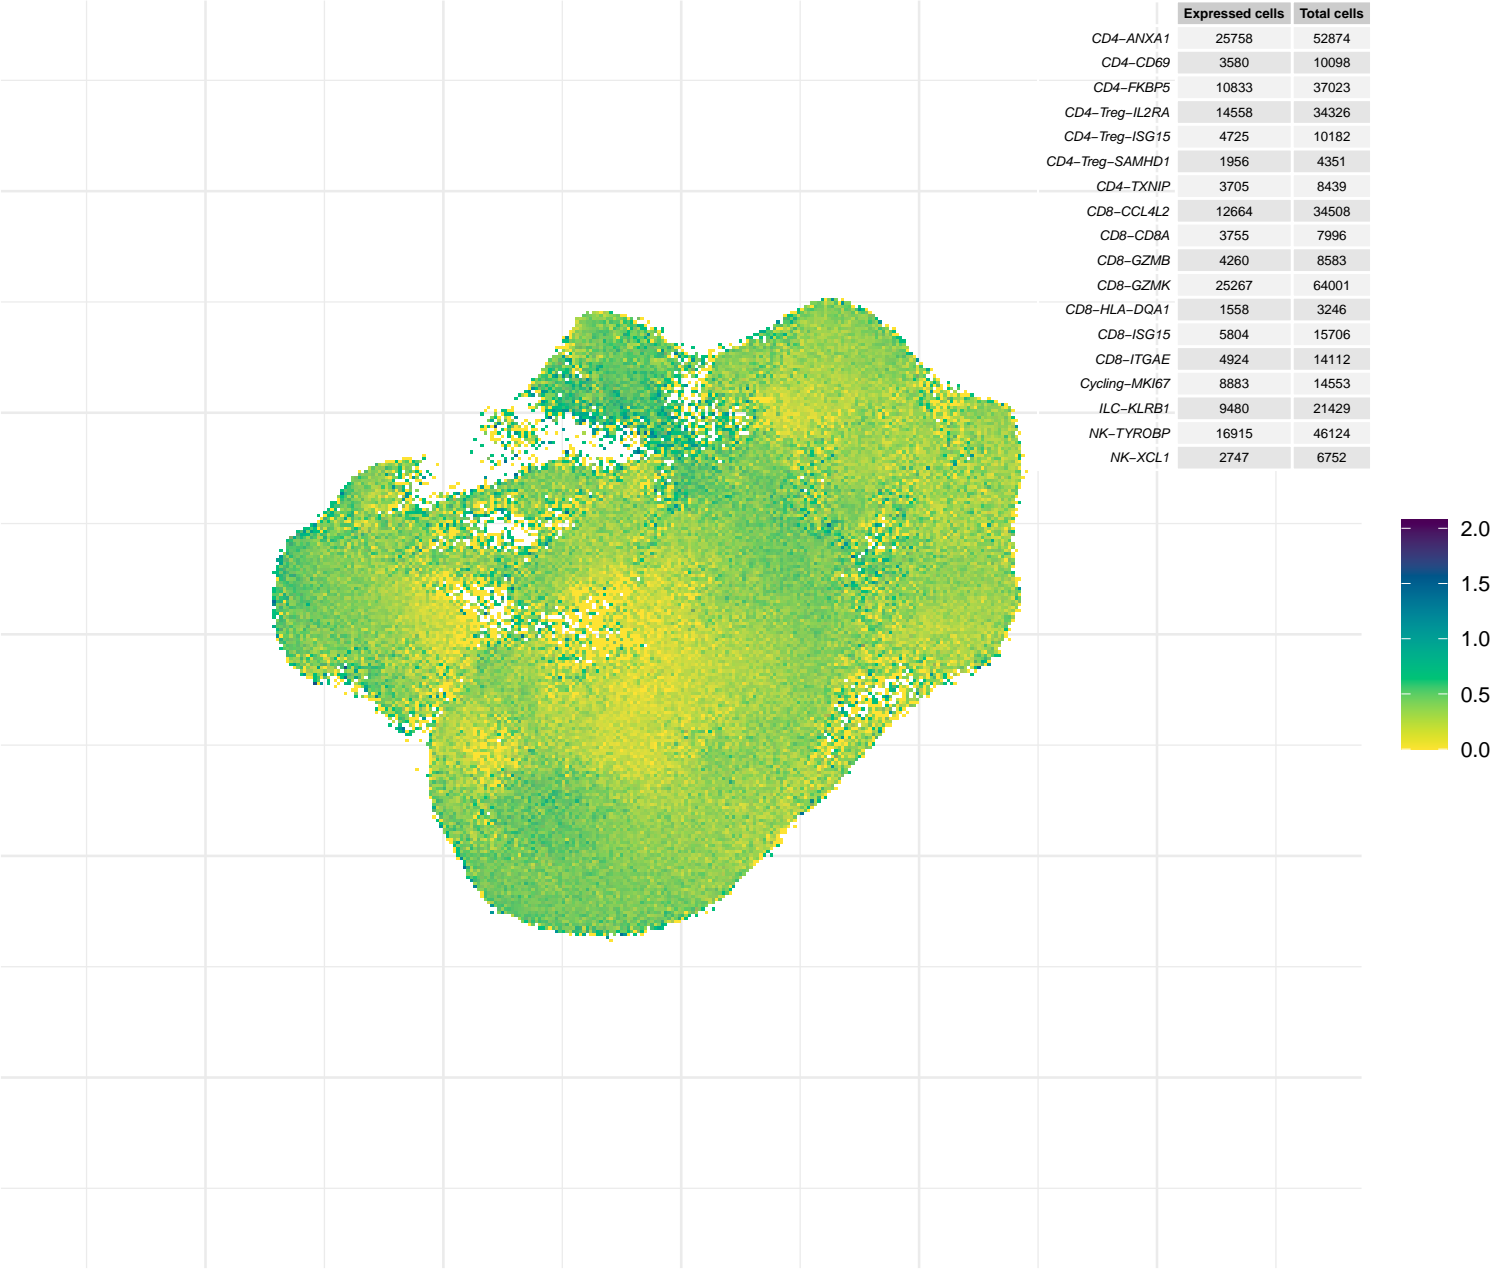 Expressed cells Total cells
CD4−ANXA1 25758 52874
CD4−CD69 3580 10098
CD4−FKBP5 10833 37023
CD4−Treg−IL2RA 14558 34326
CD4−Treg−ISG15 4725 10182
CD4−Treg−SAMHD1 1956 4351
CD4−TXNIP 3705 8439
CD8−CCL4L2 12664 34508
CD8−CD8A 3755 7996
CD8−GZMB 4260 8583
CD8−GZMK 25267 64001
CD8−HLA−DQA1 1558 3246
CD8−ISG15 5804 15706
CD8−ITGAE 4924 14112
Cycling−MKI67 8883 14553
ILC−KLRB1 9480 21429
NK−TYROBP 16915 46124
NK−XCL1 2747 6752
2.0
1.5
1.0
0.5
0.0